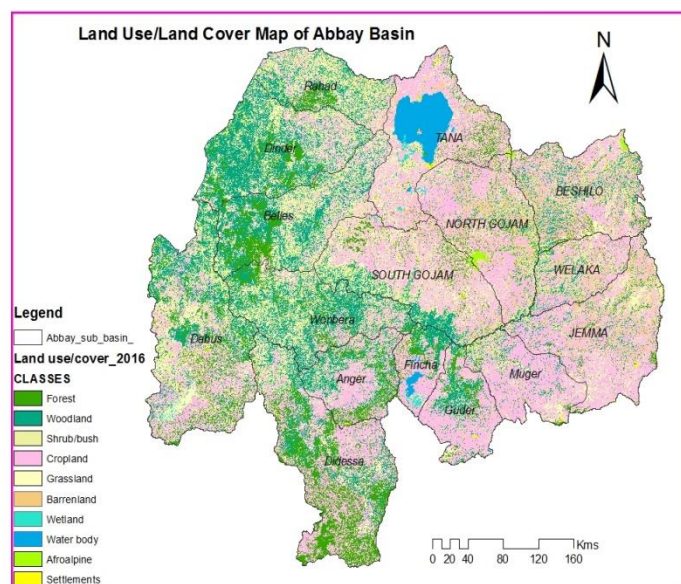 Land Use/Land Cover Map of Abbay Basin
N
Rahad
TANA
Dinder
BESHILO
Beles
NORTH GOJAM
WELAKA
SOUTH GOJAM
Wonbera
JEMMA
Dabus
Fincha
Muger
Anger
Guder
Didessa
Legend
Abbay_sub_basin_
Land use/cover_2016
CLASSES
Forest
Woodland
Shrub/bush
Cropland
Grassland
Barrenland
Wetland
Water body
Afroalpine
Settlements
Kms
0 20 40 80 120 160